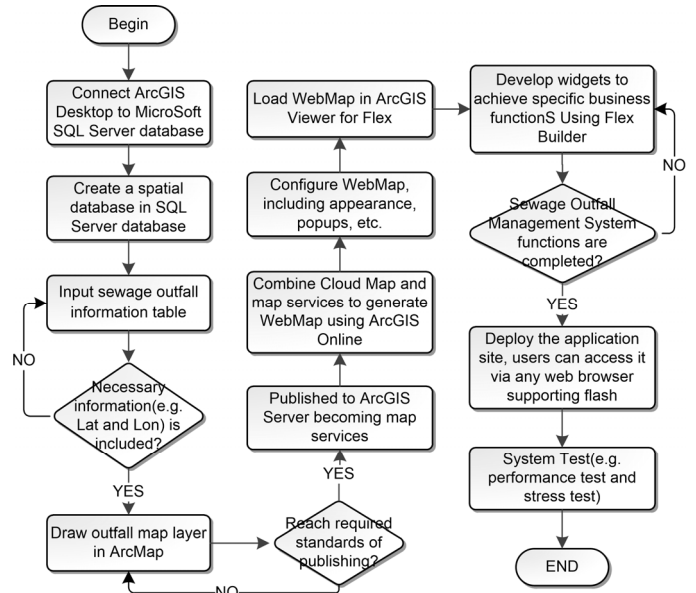 Begin
Connect ArcGIS
Desktop to MicroSoft
SQL Server database
Create a spatial
database in SQL
Server database
Input sewage outfall
information table
NO
Necessary
information(e.g.
Lat and Lon) is
included?
YES
Draw outfall map layer
in ArcMap
Reach required
standards of
publishing?
NO
YES
Published to ArcGIS
Server becoming map
services
Combine Cloud Map and
map services to generate
WebMap using ArcGIS
Online
Configure WebMap,
including appearance,
popups, etc.
Load WebMap in ArcGIS
Viewer for Flex
Develop widgets to
achieve specific business
functionS Using Flex
Builder
NO
Sewage Outfall
Management System
functions are
completed?
YES
Deploy the application
site, users can access it
via any web browser
supporting flash
System Test(e.g.
performance test and
stress test)
END